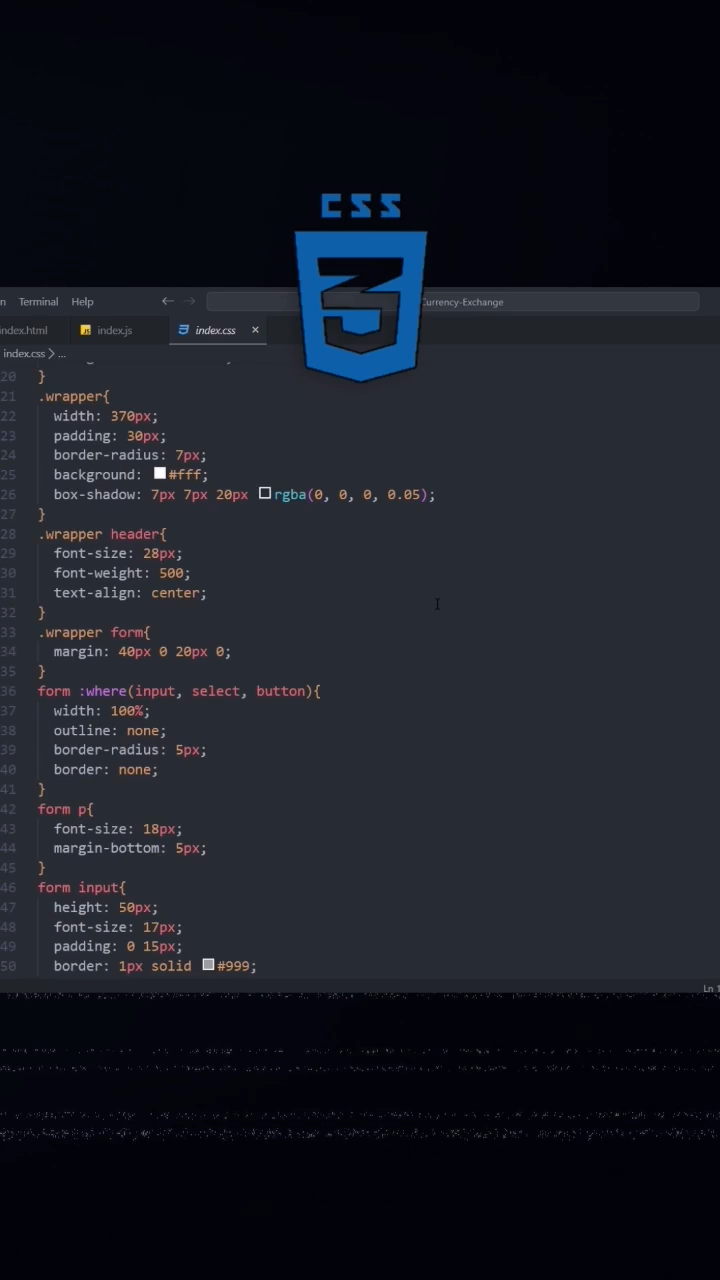 CSS
Terminal Help
Currency-Exchange
index.html index.js index.css
index.css > ...
20 }
21 .wrapper{
22 width: 370px;
23 padding: 30px;
24 border-radius: 7px;
25 background: #fff;
26 box-shadow: 7px 7px 20px rgba(0, 0, 0, 0.05);
27 }
28 .wrapper header{
29 font-size: 28px;
30 font-weight: 500;
31 text-align: center;
32 }
33 .wrapper form{
34 margin: 40px 0 20px 0;
35 }
36 form :where(input, select, button){
37 width: 100%;
38 outline: none;
39 border-radius: 5px;
40 border: none;
41 }
42 form p{
43 font-size: 18px;
44 margin-bottom: 5px;
45 }
46 form input{
47 height: 50px;
48 font-size: 17px;
49 padding: 0 15px;
50 border: 1px solid #999;
Ln 1